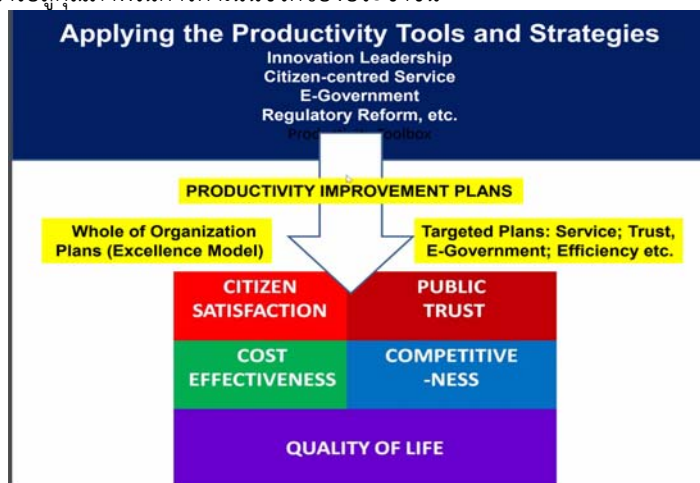 Applying the Productivity Tools and Strategies
Innovation Leadership
Citizen-centred Service
E-Government
Regulatory Reform, etc.
Productivity Toolbox
PRODUCTIVITY IMPROVEMENT PLANS
Whole of Organization
Plans (Excellence Model)
Targeted Plans: Service; Trust,
E-Government; Efficiency etc.
CITIZEN
SATISFACTION
PUBLIC
TRUST
COST
EFFECTIVENESS
COMPETITIVE
-NESS
QUALITY OF LIFE